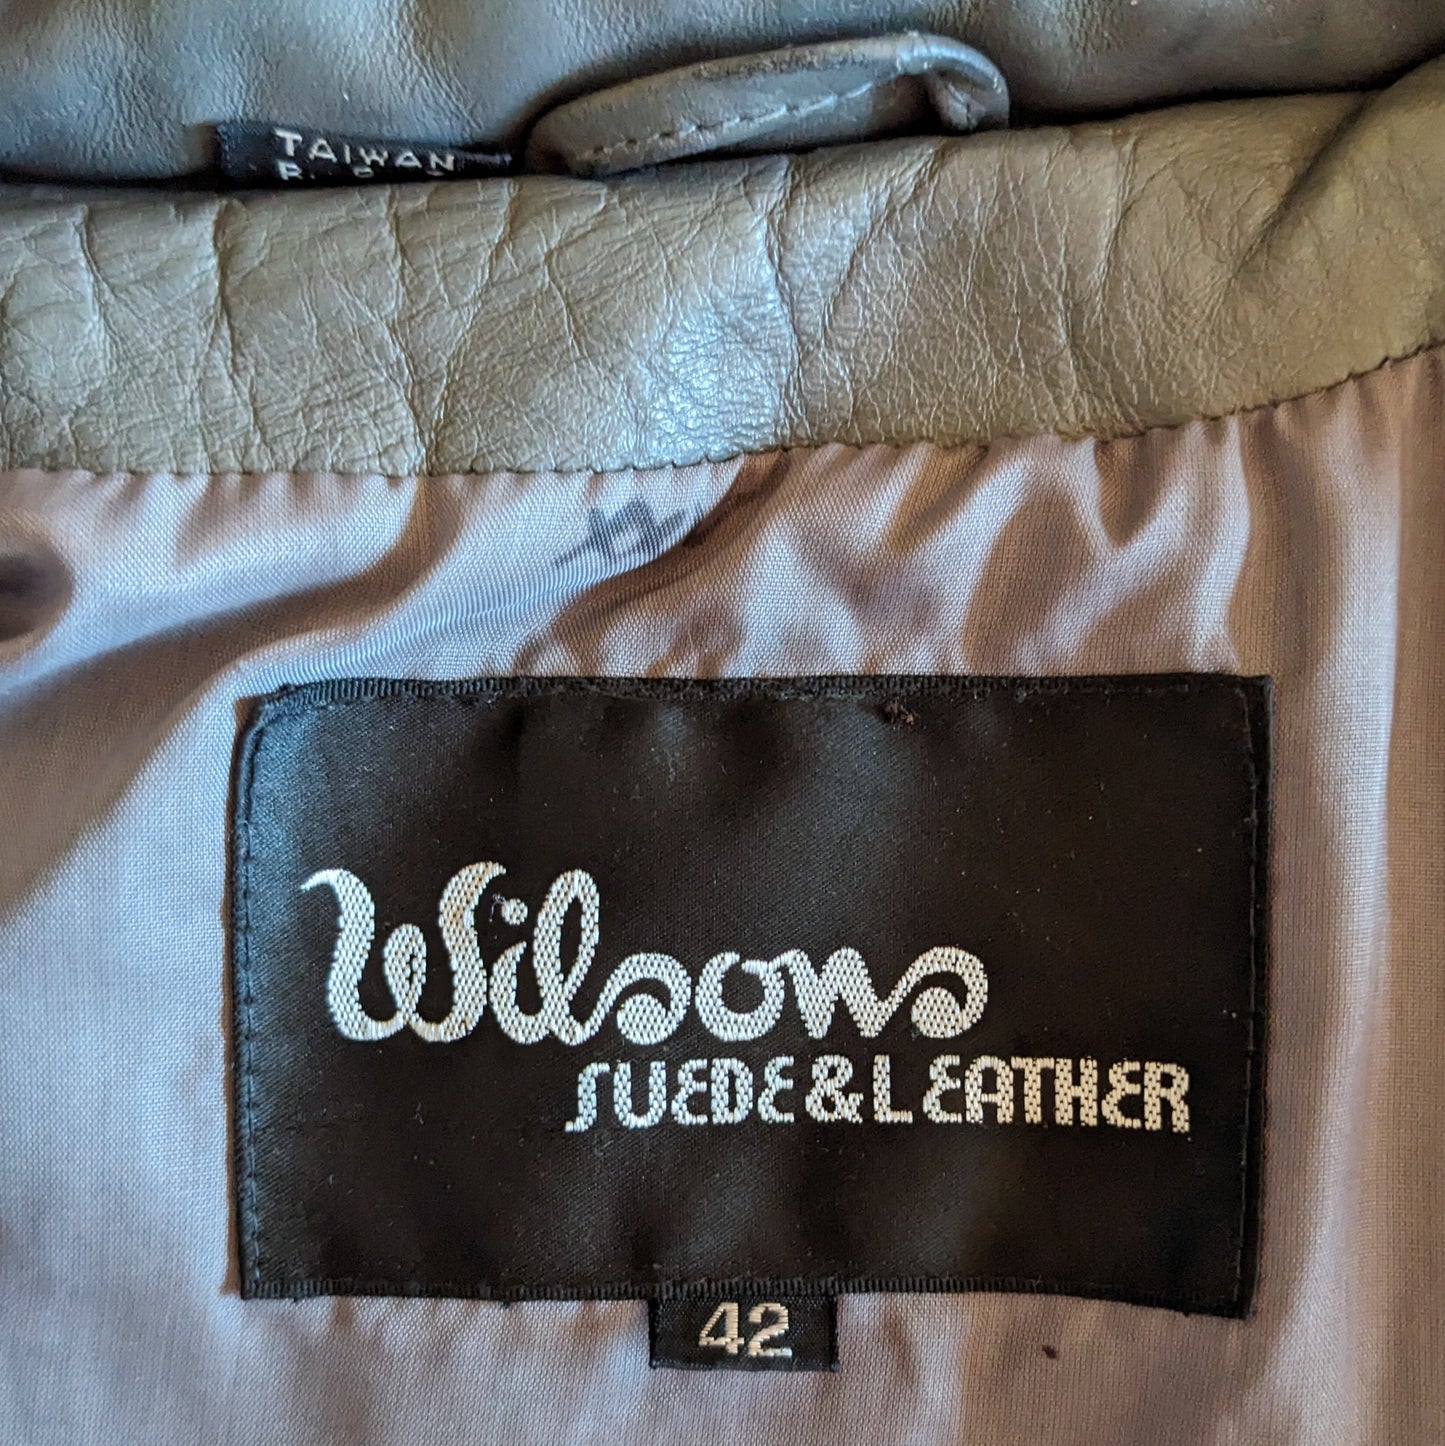 TAIWAN
Wilsons
SUEDE & LEATHER
42